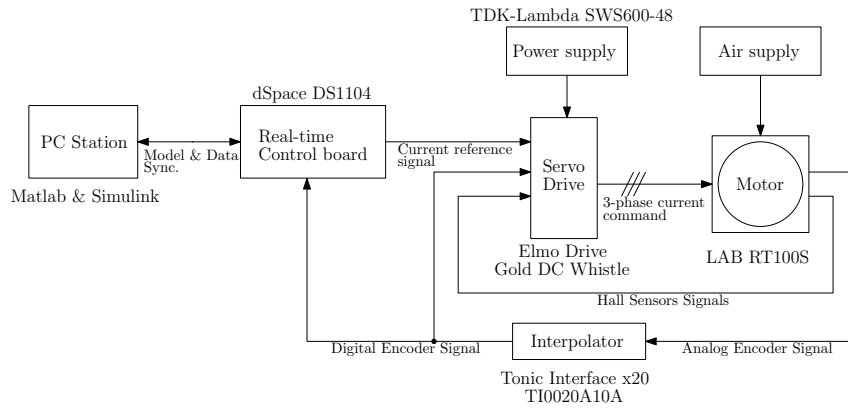 TDK-Lambda SWS600-48
Power supply
Air supply
dSpace DS1104
PC Station
Real-time
Control board
Model & Data
Sync.
Current reference
signal
Servo
Drive
Motor
3-phase current
command
Matlab & Simulink
Elmo Drive
Gold DC Whistle
LAB RT100S
Hall Sensors Signals
Digital Encoder Signal
Interpolator
Analog Encoder Signal
Tonic Interface x20
TI0020A10A